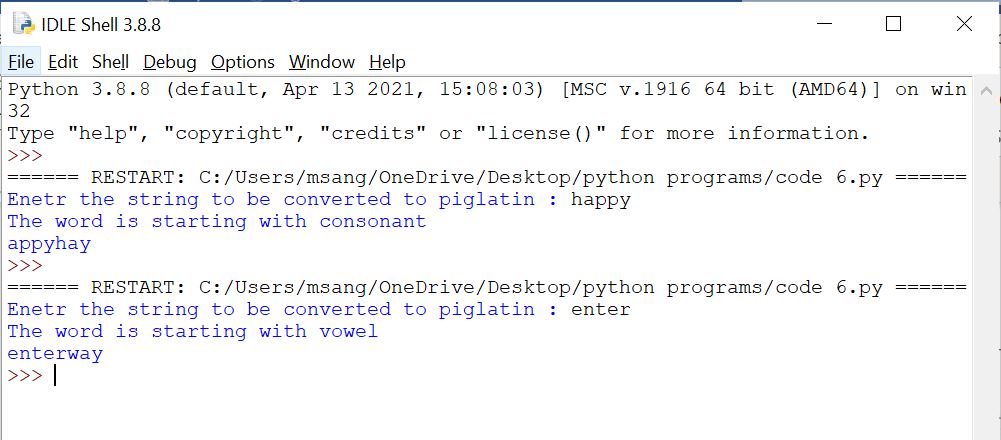 IDLE Shell 3.8.8
File Edit Shell Debug Options Window Help
Python 3.8.8 (default, Apr 13 2021, 15:08:03) [MSC v.1916 64 bit (AMD64)] on win
32
Type "help", "copyright", "credits" or "license()" for more information.
>>>
====== RESTART: C:/Users/msang/OneDrive/Desktop/python programs/code 6.py ======
Enetr the string to be converted to piglatin : happy
The word is starting with consonant
appyhay
>>>
====== RESTART: C:/Users/msang/OneDrive/Desktop/python programs/code 6.py ======
Enetr the string to be converted to piglatin : enter
The word is starting with vowel
enterway
>>>